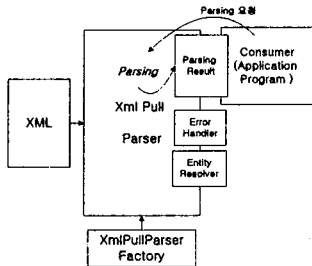 Parsing 요청
Parsing
Parsing
Result
Consumer
(Application
Program )
Xml Pull
Parser
XML
Error
Handler
Entity
Resolver
XmlPullParser
Factory